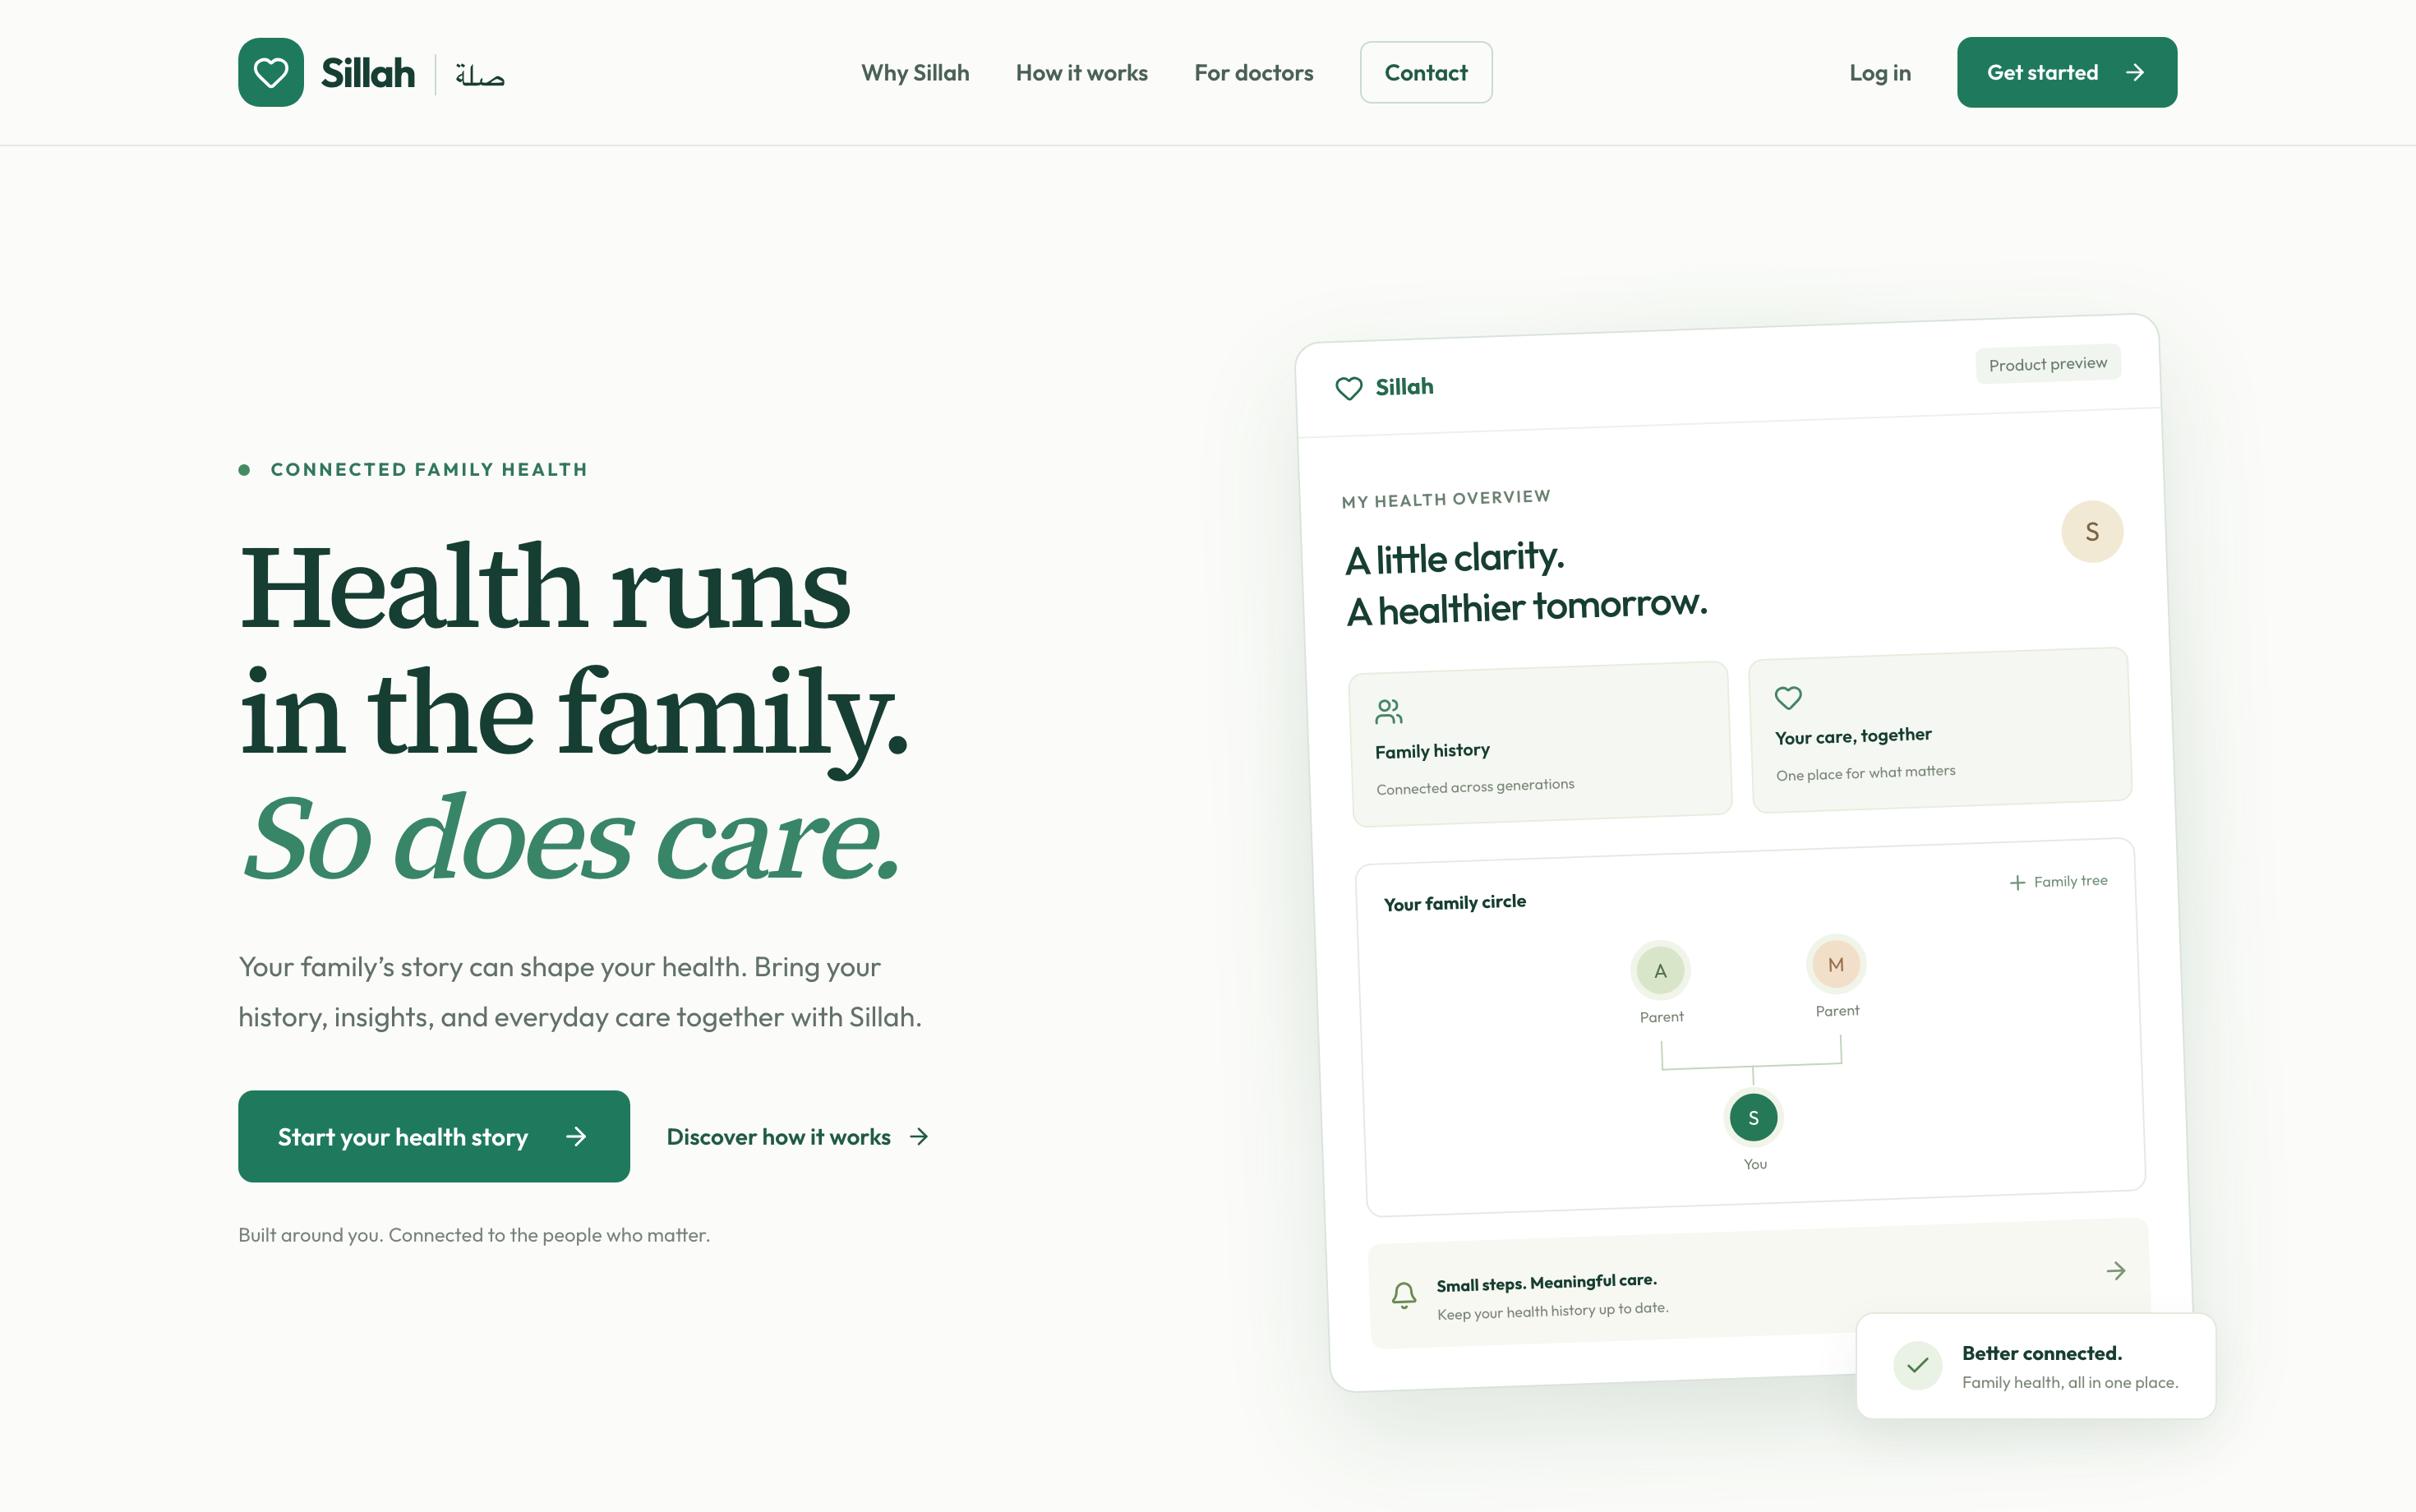 Sillah
صلة
Why Sillah
How it works
For doctors
Contact
Log in
Get started
CONNECTED FAMILY HEALTH
Health runs
in the family.
So does care.
Your family’s story can shape your health. Bring your
history, insights, and everyday care together with Sillah.
Start your health story
Discover how it works
Built around you. Connected to the people who matter.
Sillah
Product preview
MY HEALTH OVERVIEW
S
A little clarity.
A healthier tomorrow.
Family history
Connected across generations
Your care, together
One place for what matters
Your family circle
Family tree
A
M
Parent
Parent
S
You
Small steps. Meaningful care.
Keep your health history up to date.
Better connected.
Family health, all in one place.